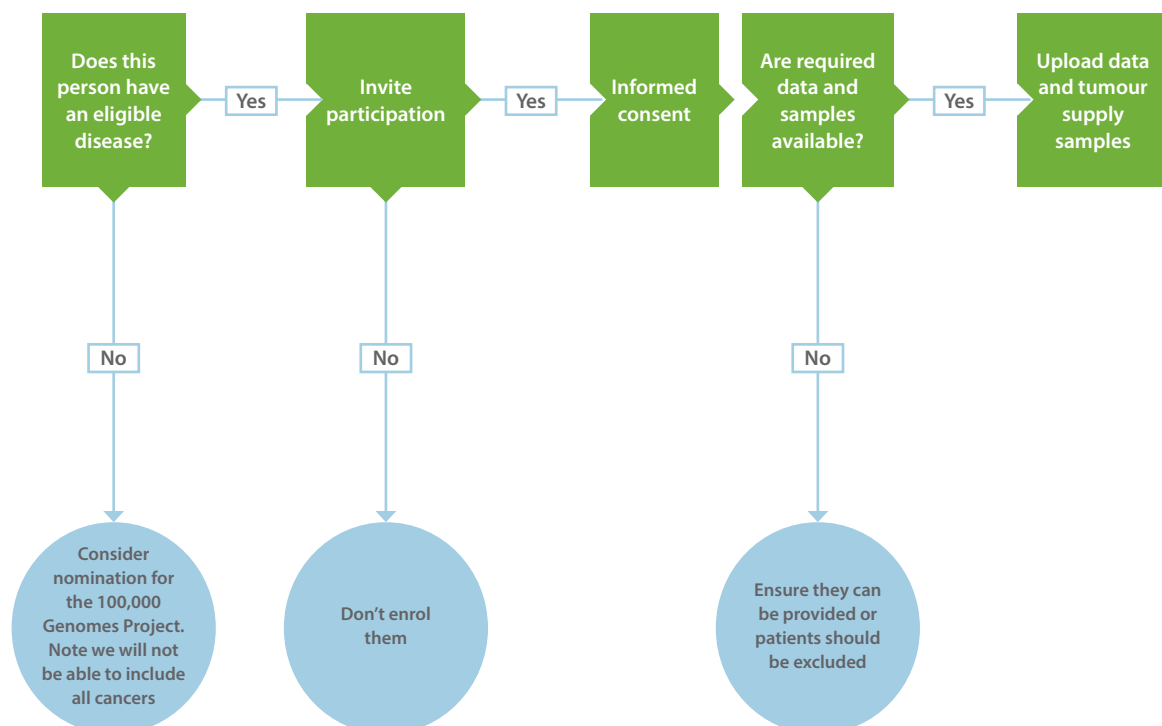 Does this
person have
an eligible
disease?
Yes
Invite
participation
Yes
Informed
consent
Are required
data and
samples
available?
Yes
Upload data
and tumour
supply
samples
No
No
No
Consider
nomination for
the 100,000
Genomes Project.
Note we will not
be able to include
all cancers
Don’t enrol
them
Ensure they can
be provided or
patients should
be excluded